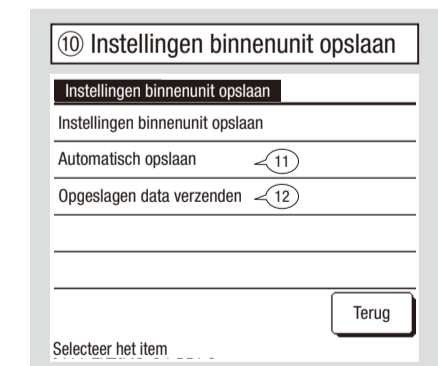 ⑩ Instellingen binnenunit opslaan
Instellingen binnenunit opslaan
Instellingen binnenunit opslaan
Automatisch opslaan 11
Opgeslagen data verzenden 12
Terug
Selecteer het item